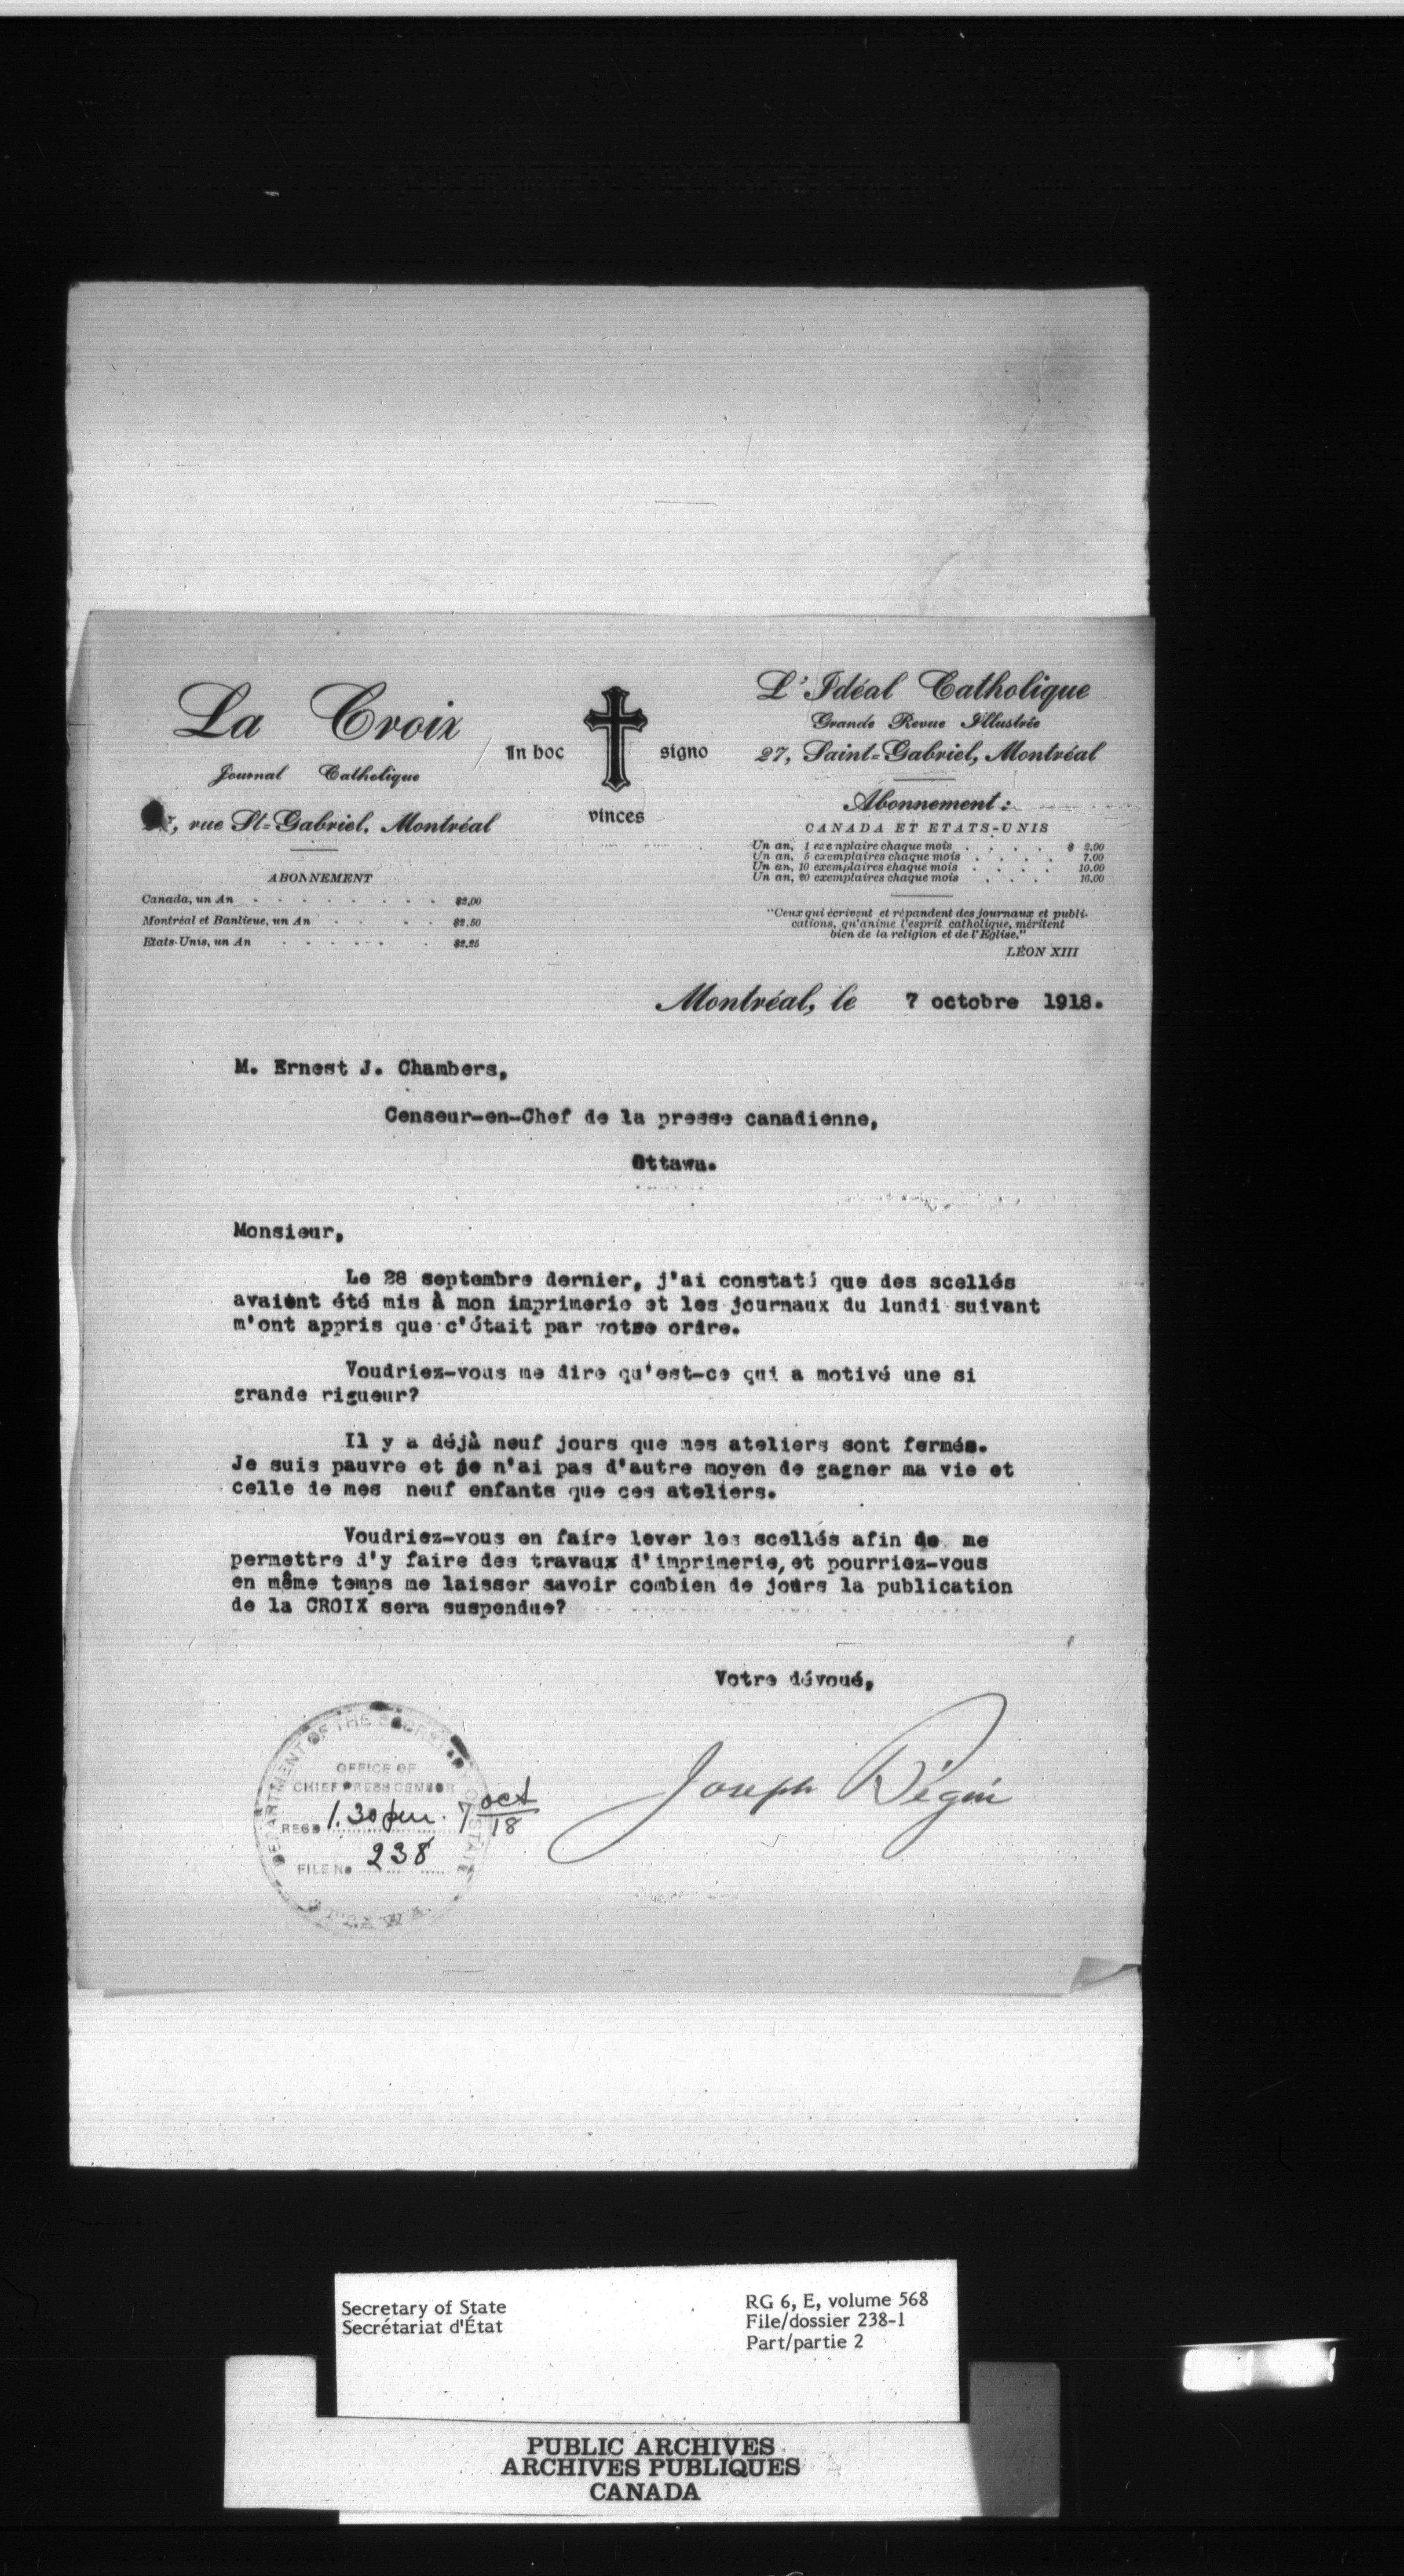 La Croix
Journal Catholique
rue St-Gabriel, Montréal
ABONNEMENT
Canada, un An . . . . . . . . $2,00
Montréal et Banlieue, un An . . . . $2.50
Etats-Unis, un An . . . . . . $2.25
In hoc signo
vinces
L'Idéal Catholique
Grande Revue Illustrée
27, Saint-Gabriel, Montréal
Abonnement:
CANADA ET ETATS-UNIS
Un an, 1 exemplaire chaque mois . . . . $ 2.00
Un an, 5 exemplaires chaque mois . . . . 7.00
Un an, 10 exemplaires chaque mois . . . . 10.00
Un an, 20 exemplaires chaque mois . . . 16.00
"Ceux qui écrivent et répandent des journaux et publi-
cations, qu'anime l'esprit catholique, méritent
bien de la religion et de l'Eglise."
LÉON XIII
Montréal, le 7 octobre 1918.
M. Ernest J. Chambers,
Censeur-en-Chef de la presse canadienne,
Ottawa.
Monsieur,
Le 28 septembre dernier, j'ai constaté que des scellés
avaient été mis à mon imprimerie et les journaux du lundi suivant
m'ont appris que c'était par votre ordre.
Voudriez-vous me dire qu'est-ce qui a motivé une si
grande rigueur?
Il y a déjà neuf jours que mes ateliers sont fermés.
Je suis pauvre et je n'ai pas d'autre moyen de gagner ma vie et
celle de mes neuf enfants que ces ateliers.
Voudriez-vous en faire lever les scellés afin de me
permettre d'y faire des travaux d'imprimerie, et pourriez-vous
en même temps me laisser savoir combien de jours la publication
de la CROIX sera suspendue?
Votre dévoué,
Joseph Bégin
DEPARTMENT OF THE SECRETARY OF STATE
OFFICE OF
CHIEF PRESS CENSOR
REGD 1.30 pm. 7 oct
18
FILE No 238
OTTAWA
Secretary of State
Secrétariat d'État
RG 6, E, volume 568
File/dossier 238-1
Part/partie 2
PUBLIC ARCHIVES
ARCHIVES PUBLIQUES
CANADA